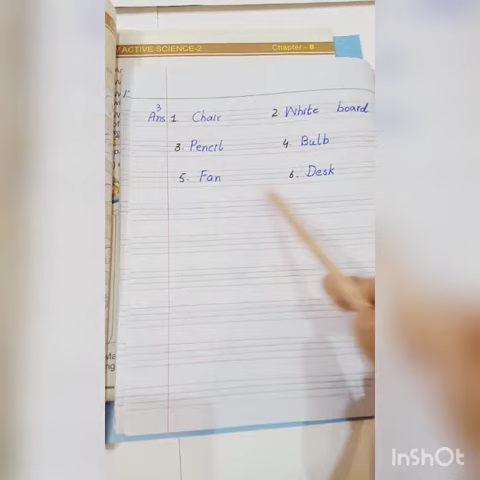 ACTIVE SCIENCE-2 Chapter - 8
Ans 3 1 Chair 2. White board
3. Pencil 4. Bulb
5. Fan 6. Desk
InShOt